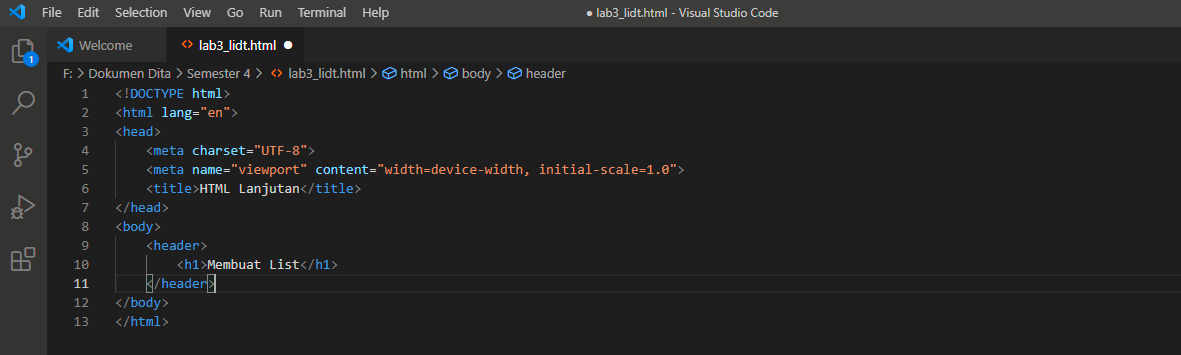 File Edit Selection View Go Run Terminal Help ● lab3_lidt.html - Visual Studio Code
Welcome <> lab3_lidt.html ●
1
F: > Dokumen Dita > Semester 4 > <> lab3_lidt.html > html > body > header
1 <!DOCTYPE html>
2 <html lang="en">
3 <head>
4     <meta charset="UTF-8">
5     <meta name="viewport" content="width=device-width, initial-scale=1.0">
6     <title>HTML Lanjutan</title>
7 </head>
8 <body>
9     <header>
10         <h1>Membuat List</h1>
11     </header>
12 </body>
13 </html>